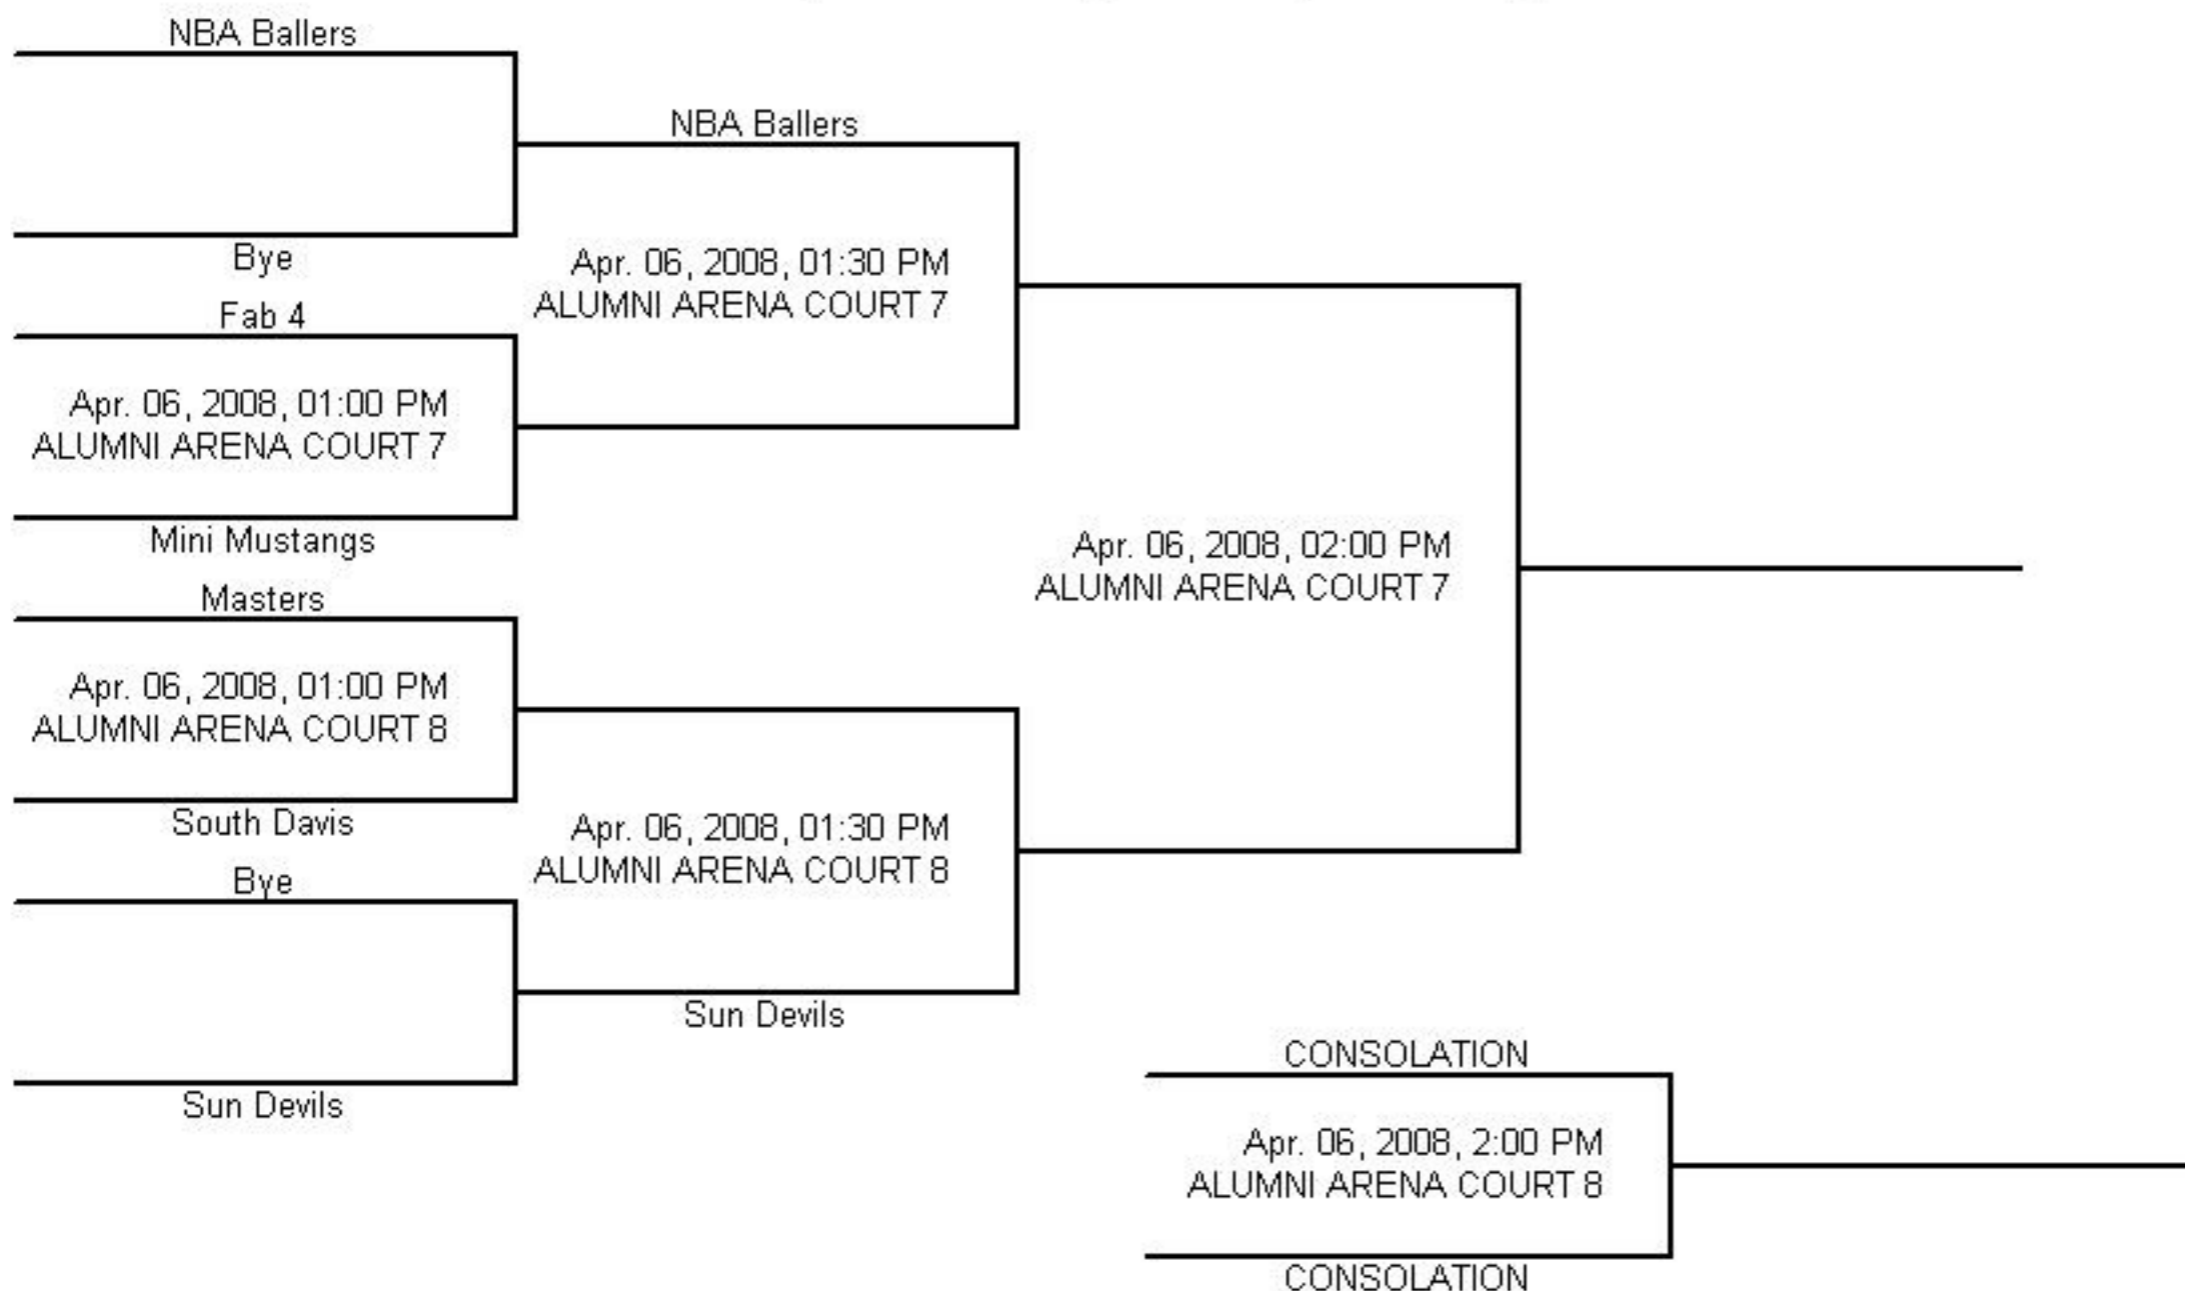 NBA Ballers
NBA Ballers
Bye
Apr. 06, 2008, 01:30 PM
ALUMNI ARENA COURT 7
Fab 4
Apr. 06, 2008, 01:00 PM
ALUMNI ARENA COURT 7
Mini Mustangs
Apr. 06, 2008, 02:00 PM
ALUMNI ARENA COURT 7
Masters
Apr. 06, 2008, 01:00 PM
ALUMNI ARENA COURT 8
South Davis
Apr. 06, 2008, 01:30 PM
ALUMNI ARENA COURT 8
Bye
Sun Devils
Sun Devils
CONSOLATION
Apr. 06, 2008, 2:00 PM
ALUMNI ARENA COURT 8
CONSOLATION